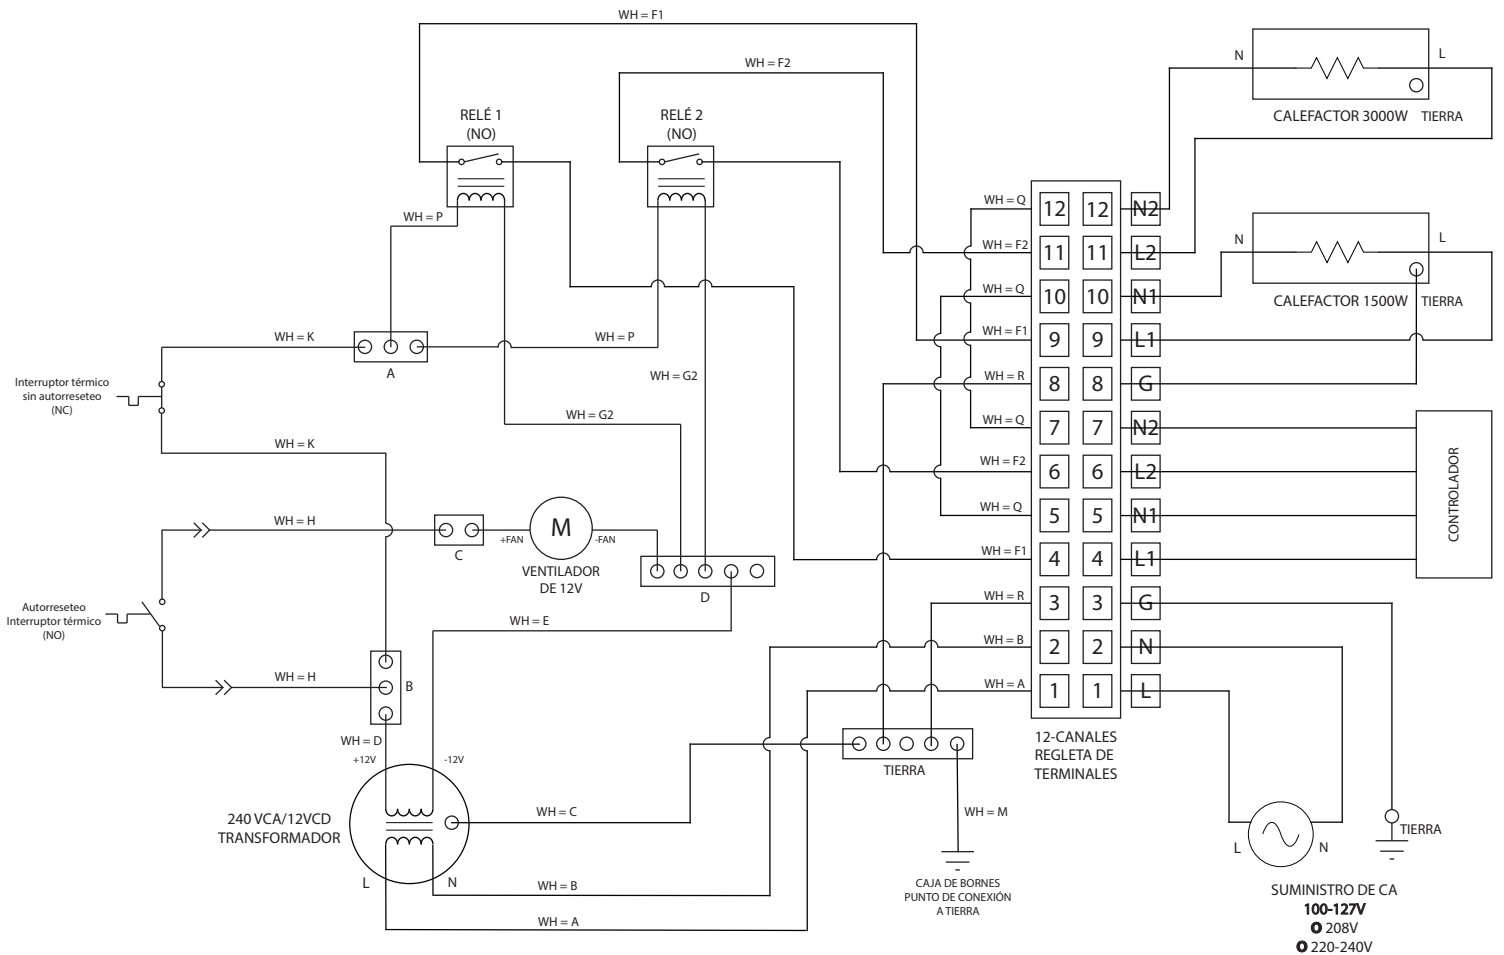 WH = F1
WH = F2
N
L
RELÉ 1
(NO)
RELÉ 2
(NO)
CALEFACTOR 3000W
TIERRA
WH = P
WH = Q
12
12
N2
WH = F2
11
11
L2
N
L
WH = Q
10
10
N1
CALEFACTOR 1500W
TIERRA
WH = K
A
WH = P
WH = F1
9
9
L1
Interruptor térmico
sin autorreseteo
(NC)
WH = G2
WH = R
8
8
G
WH = G2
WH = Q
7
7
N2
WH = K
WH = F2
6
6
L2
CONTROLADOR
WH = H
C
+FAN
M
-FAN
VENTILADOR
DE 12V
WH = Q
5
5
N1
WH = F1
4
4
L1
D
Autorreseteo
Interruptor térmico
(NO)
WH = E
WH = R
3
3
G
WH = B
2
2
N
WH = H
B
WH = A
1
1
L
WH = D
+12V
-12V
12-CANALES
REGLETA DE
TERMINALES
TIERRA
240 VCA/12VCD
TRANSFORMADOR
WH = C
WH = M
L
N
TIERRA
L
N
WH = B
CAJA DE BORNES
PUNTO DE CONEXIÓN
A TIERRA
WH = A
SUMINISTRO DE CA
100-127V
O 208V
O 220-240V